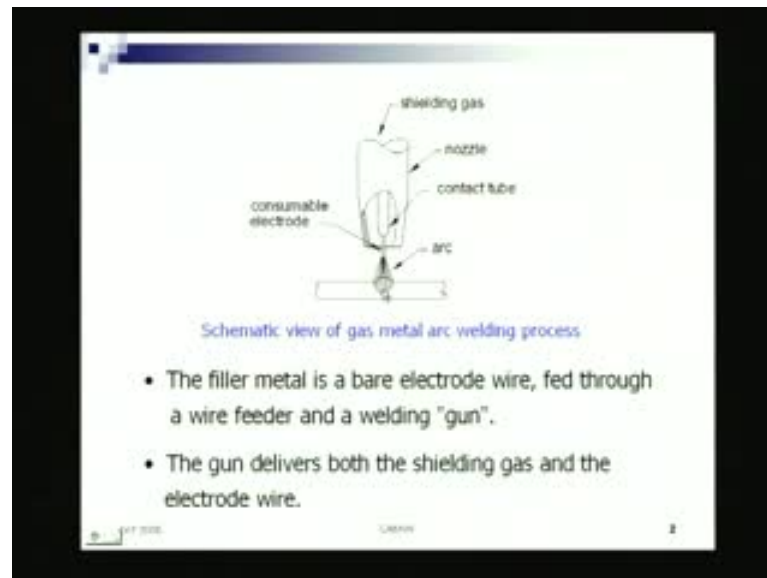 shielding gas
nozzle
contact tube
consumable
electrode
arc
Schematic view of gas metal arc welding process
• The filler metal is a bare electrode wire, fed through
a wire feeder and a welding "gun".
• The gun delivers both the shielding gas and the
electrode wire.
2